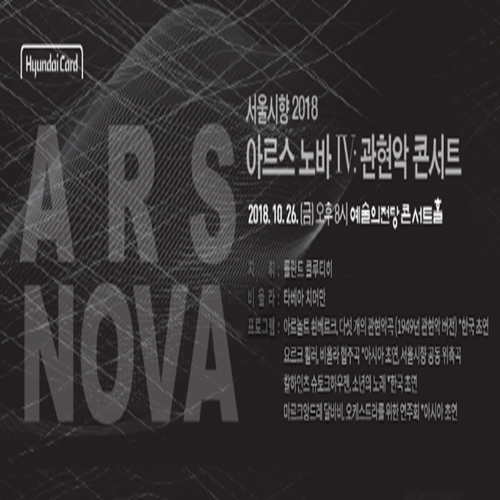 Hyundai Card
ARS
NOVA
서울시향 2018
아르스 노바 IV: 관현악 콘서트
2018. 10. 26. (금) 오후 8시 예술의전당 콘서트홀
지 휘 : 롤란드 클루티히
비 올 라 : 타베아 치머만
프로그램 : 아르놀트 쇤베르크, 다섯 개의 관현악곡 (1949년 관현악 버전) *한국 초연
요르크 횔러, 비올라 협주곡 *아시아 초연, 서울시향 공동 위촉곡
칼하인츠 슈토크하우젠, 소년의 노래 *한국 초연
마르크앙드레 달바비, 오케스트라를 위한 연주회 *아시아 초연